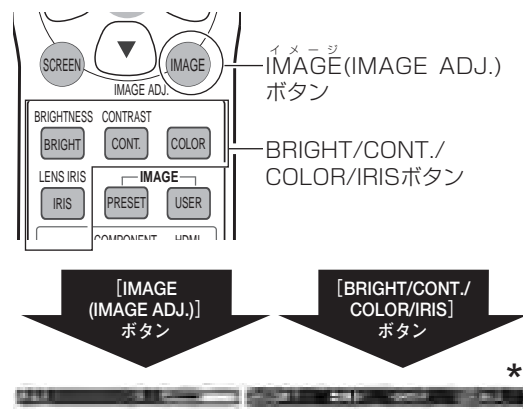 SCREEN
IMAGE
IMAGE ADJ.
イメージ
IMAGE(IMAGE ADJ.)
ボタン
BRIGHTNESS CONTRAST
BRIGHT CONT. COLOR
BRIGHT/CONT./
COLOR/IRISボタン
LENS IRIS IMAGE
IRIS PRESET USER
COMPONENT HDMI
[IMAGE
(IMAGE ADJ.)]
ボタン
[BRIGHT/CONT./
COLOR/IRIS]
ボタン
*